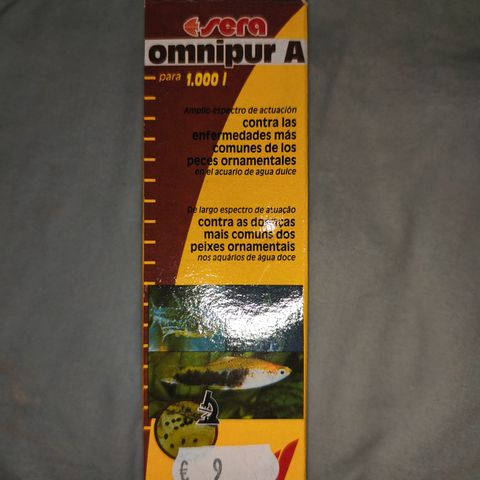 sera
omnipur A
para 1.000 l
Amplio espectro de actuación
contra las
enfermedades más
comunes de los
peces ornamentales
en el acuario de agua dulce
De largo espectro de atuação
contra as doenças
mais comuns dos
peixes ornamentais
nos aquários de água doce
€ 9